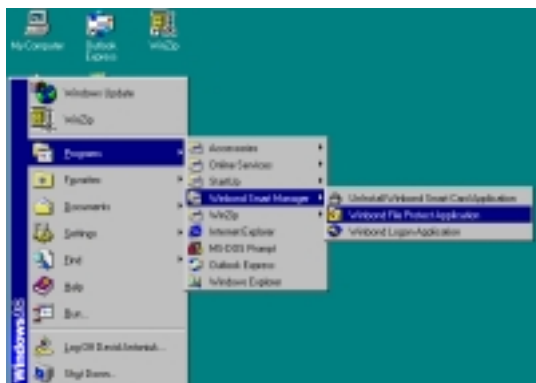 My Computer
Outlook Express
WinZip
Windows Update
WinZip
Programs
Favorites
Documents
Settings
Find
Help
Run...
Log Off David
Shut Down...
Windows98
Accessories
Online Services
StartUp
Winbond Smart Manager
WinZip
Internet Explorer
MS-DOS Prompt
Outlook Express
Windows Explorer
Uninstall Winbond Smart Card Application
Winbond File Protect Application
Winbond Logon Application